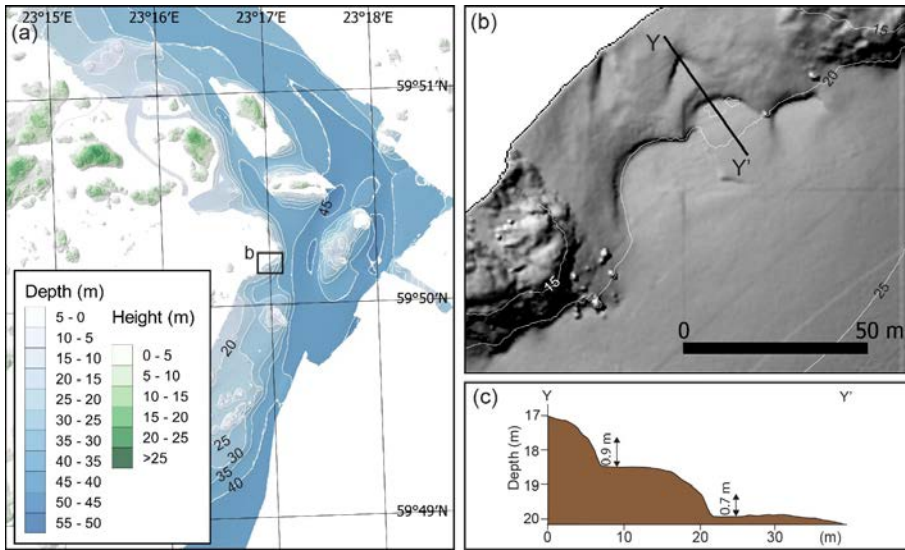 23°15'E 23°16'E 23°17'E 23°18'E
(a)
59°51'N
45
b
59°50'N
20
25
30
35
40
59°49'N
Depth (m)
5 - 0
10 - 5
15 - 10
20 - 15
25 - 20
30 - 25
35 - 30
40 - 35
45 - 40
50 - 45
55 - 50
Height (m)
0 - 5
5 - 10
10 - 15
15 - 20
20 - 25
>25
(b)
Y
Y'
15
20
15
25
0 50 m
(c)
Y Y'
17
18
19
20
Depth (m)
0.9 m
0.7 m
0 10 20 30 (m)